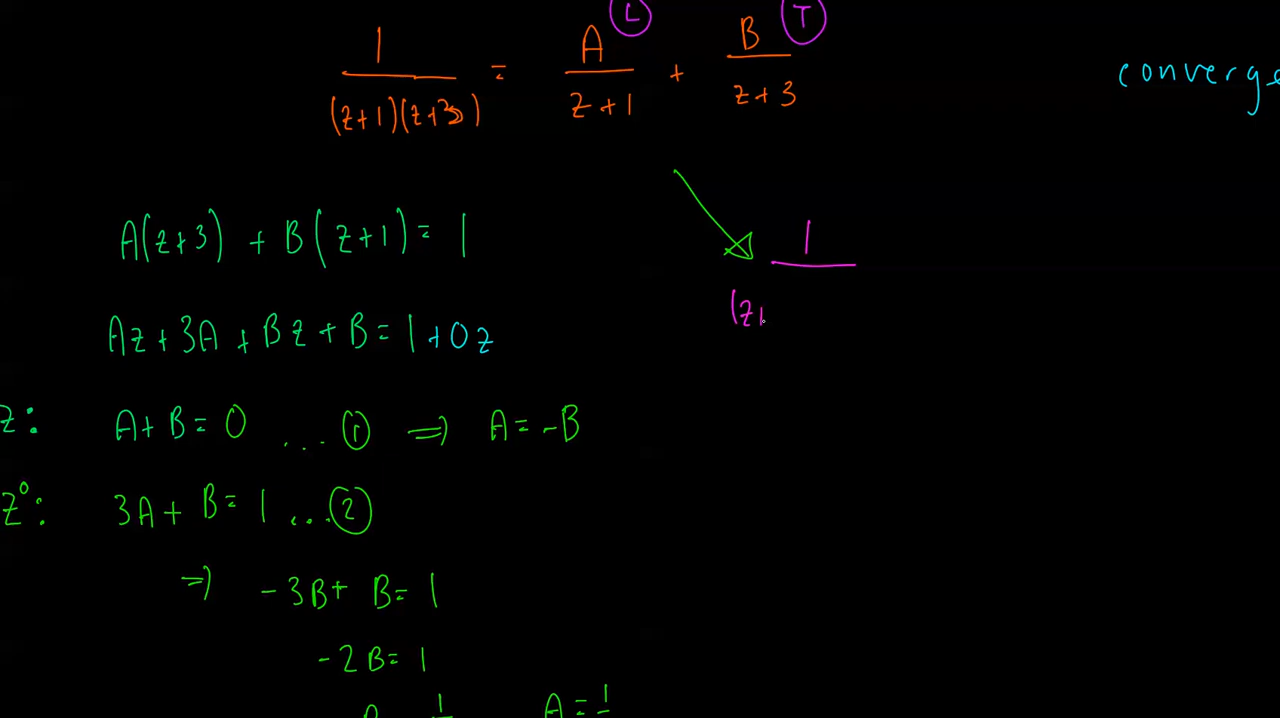 1/((z+1)(z+3)) = A/(z+1) Ⓛ + B/(z+3) Ⓣ
converge
A(z+3) + B(z+1) = 1
1/(z+
Az + 3A + Bz + B = 1 + 0z
z: A + B = 0 ... ① ⇒ A = -B
z⁰: 3A + B = 1 ... ②
⇒ -3B + B = 1
-2B = 1
A = 1